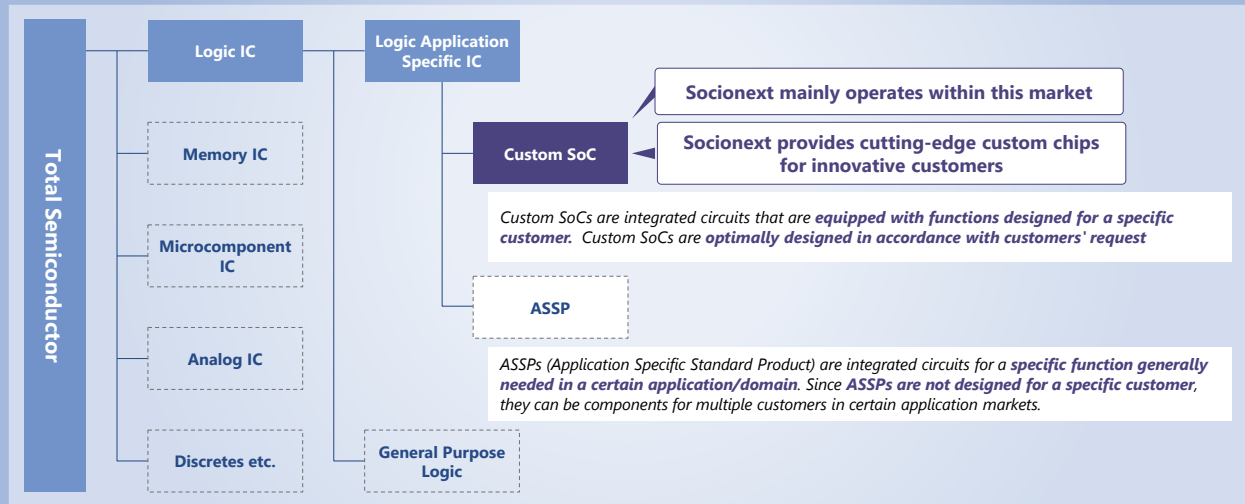 Total Semiconductor
Logic IC
Memory IC
Microcomponent
IC
Analog IC
Discretes etc.
Logic Application
Specific IC
General Purpose
Logic
Custom SoC
Socionext mainly operates within this market
Socionext provides cutting-edge custom chips
for innovative customers
Custom SoCs are integrated circuits that are equipped with functions designed for a specific
customer. Custom SoCs are optimally designed in accordance with customers' request
ASSP
ASSPs (Application Specific Standard Product) are integrated circuits for a specific function generally
needed in a certain application/domain. Since ASSPs are not designed for a specific customer,
they can be components for multiple customers in certain application markets.